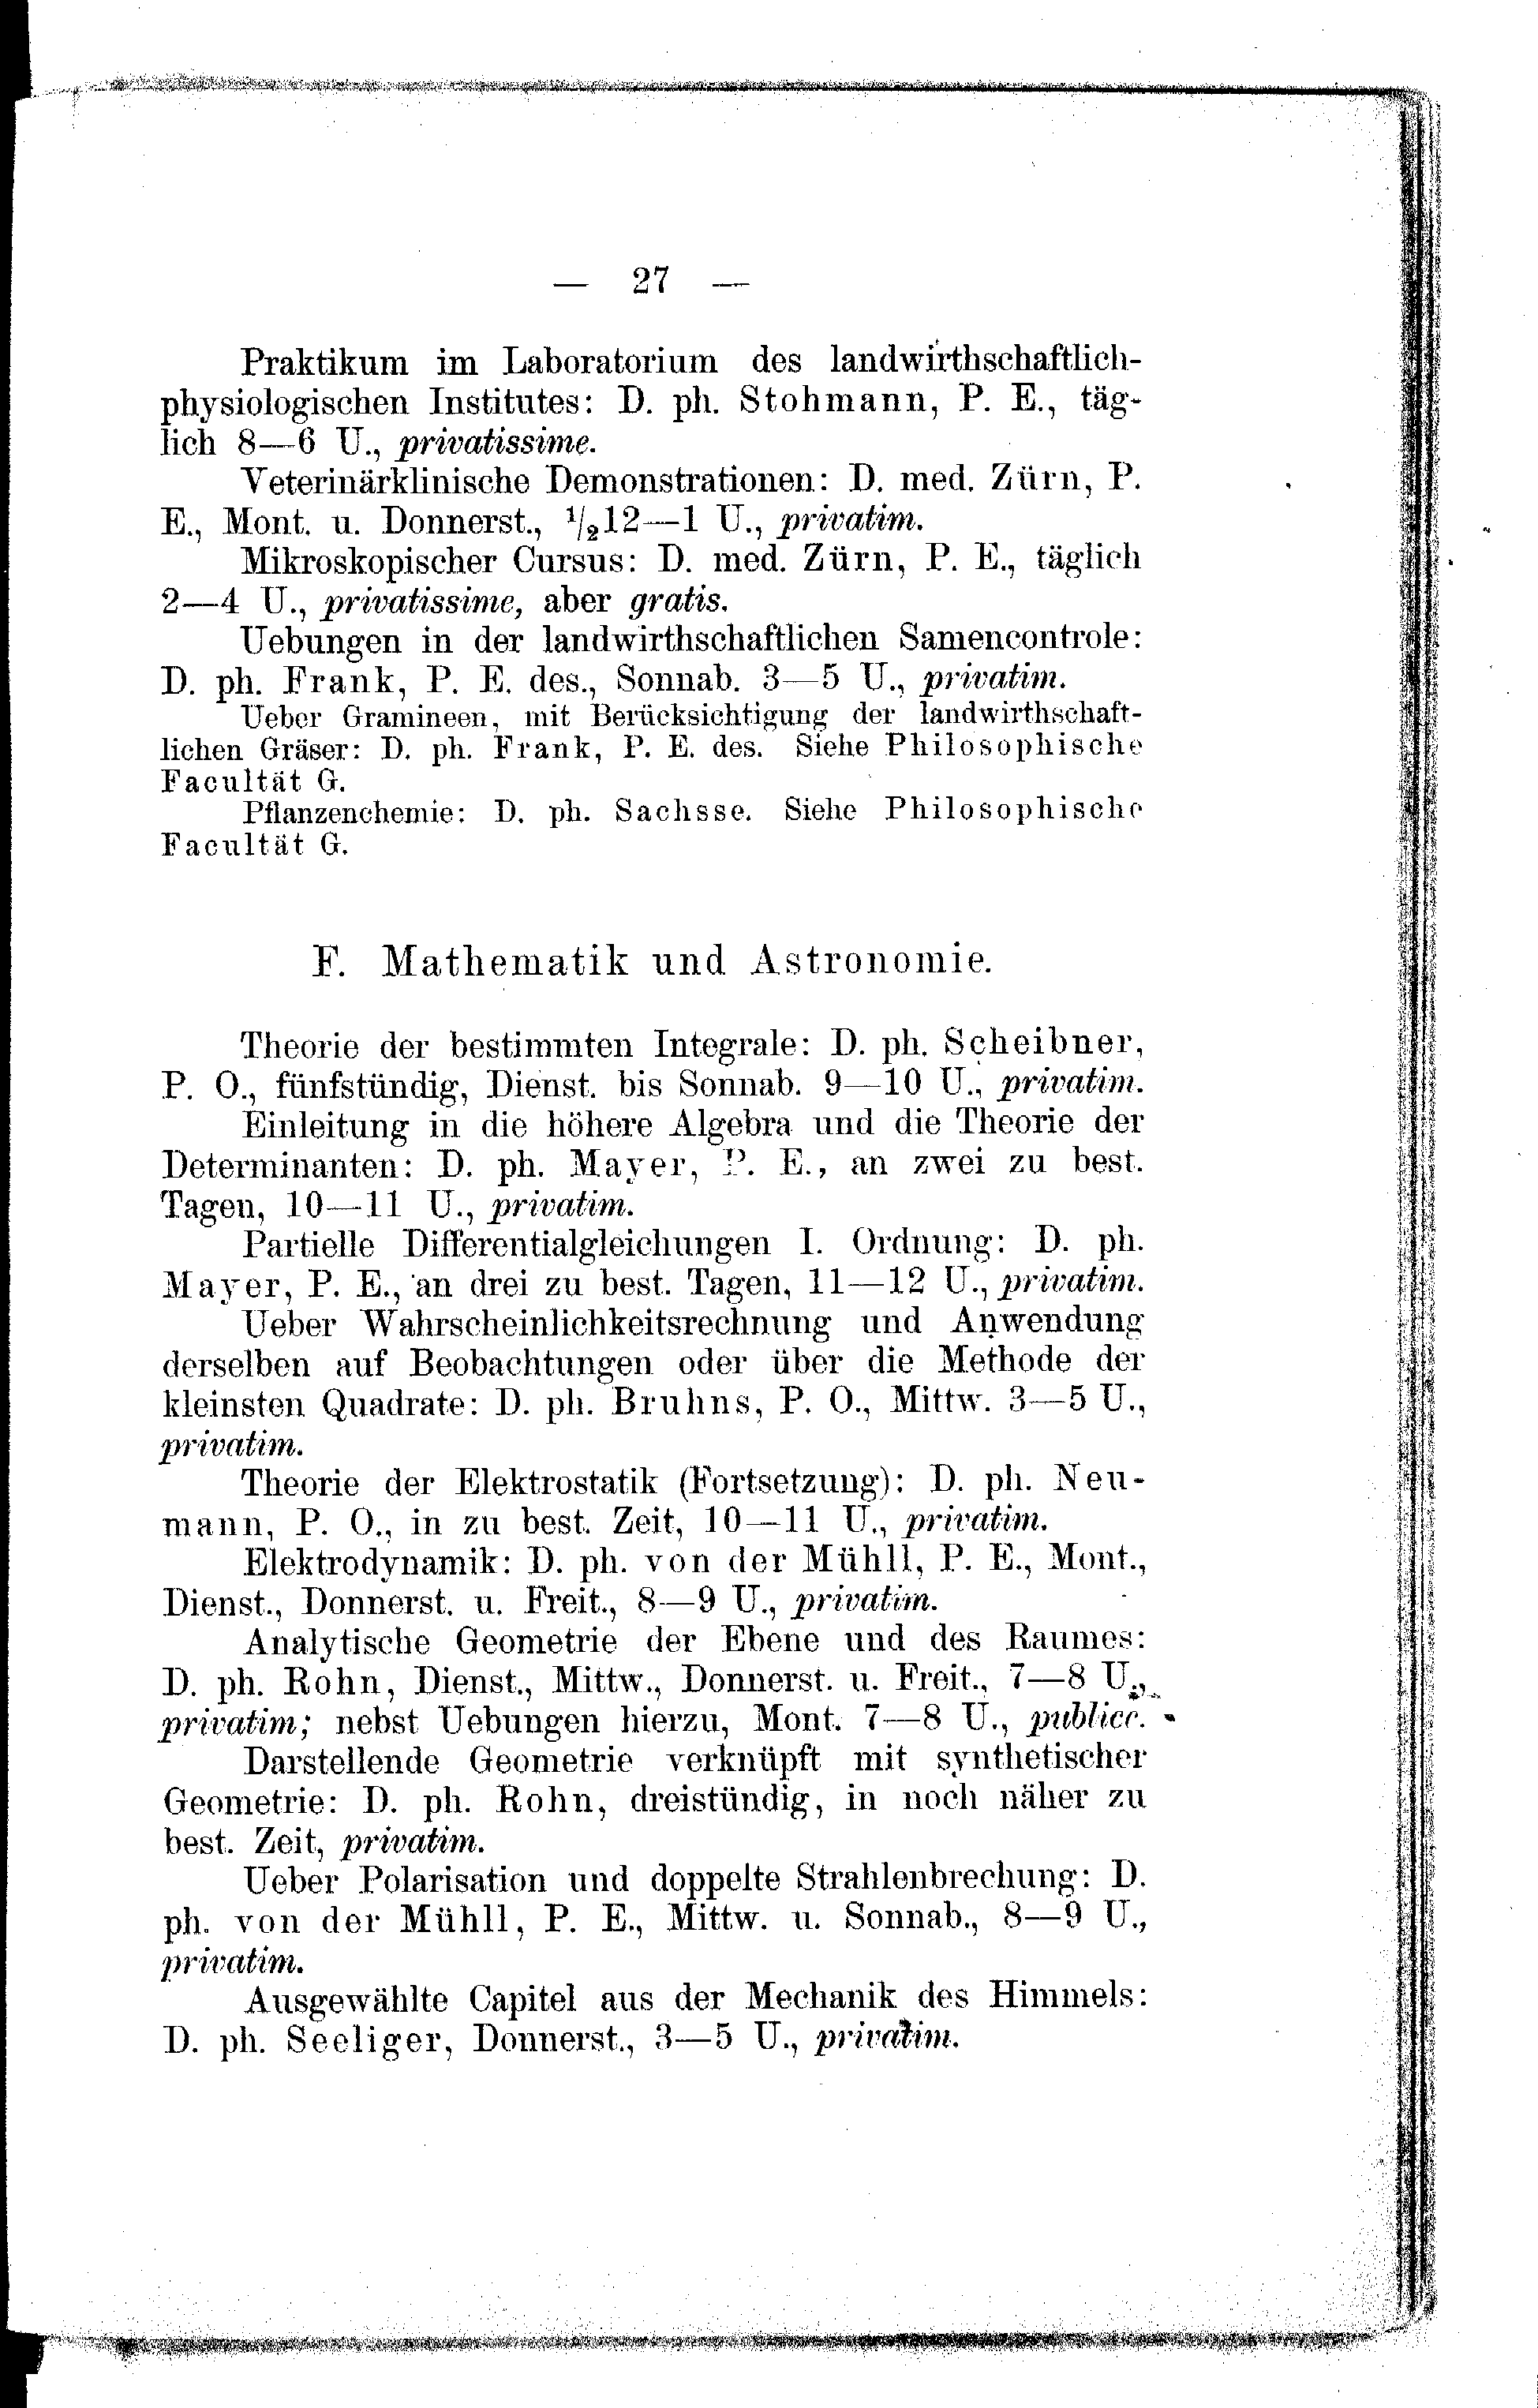 — 27 —
Praktikum im Laboratorium des landwirthschaftlich-
physiologischen Institutes: D. ph. Stohmann, P. E., täg-
lich 8—6 U., privatissime.
Veterinärklinische Demonstrationen: D. med. Zürn, P.
E., Mont. u. Donnerst., 1/212—1 U., privatim.
Mikroskopischer Cursus: D. med. Zürn, P. E., täglich
2—4 U., privatissime, aber gratis.
Uebungen in der landwirthschaftlichen Samencontrole:
D. ph. Frank, P. E. des., Sonnab. 3—5 U., privatim.
Ueber Gramineen, mit Berücksichtigung der landwirthschaft-
lichen Gräser: D. ph. Frank, P. E. des. Siehe Philosophische
Facultät G.
Pflanzenchemie: D. ph. Sachsse. Siehe Philosophische
Facultät G.
F. Mathematik und Astronomie.
Theorie der bestimmten Integrale: D. ph. Scheibner,
P. O., fünfstündig, Dienst. bis Sonnab. 9—10 U., privatim.
Einleitung in die höhere Algebra und die Theorie der
Determinanten: D. ph. Mayer, P. E., an zwei zu best.
Tagen, 10—11 U., privatim.
Partielle Differentialgleichungen I. Ordnung: D. ph.
Mayer, P. E., an drei zu best. Tagen, 11—12 U., privatim.
Ueber Wahrscheinlichkeitsrechnung und Anwendung
derselben auf Beobachtungen oder über die Methode der
kleinsten Quadrate: D. ph. Bruhns, P. O., Mittw. 3—5 U.,
privatim.
Theorie der Elektrostatik (Fortsetzung): D. ph. Neu-
mann, P. O., in zu best. Zeit, 10—11 U., privatim.
Elektrodynamik: D. ph. von der Mühll, P. E., Mont.,
Dienst., Donnerst. u. Freit., 8—9 U., privatim.
Analytische Geometrie der Ebene und des Raumes:
D. ph. Rohn, Dienst., Mittw., Donnerst. u. Freit., 7—8 U.,
privatim; nebst Uebungen hierzu, Mont. 7—8 U., publice.
Darstellende Geometrie verknüpft mit synthetischer
Geometrie: D. ph. Rohn, dreistündig, in noch näher zu
best. Zeit, privatim.
Ueber Polarisation und doppelte Strahlenbrechung: D.
ph. von der Mühll, P. E., Mittw. u. Sonnab., 8—9 U.,
privatim.
Ausgewählte Capitel aus der Mechanik des Himmels:
D. ph. Seeliger, Donnerst., 3—5 U., privatim.